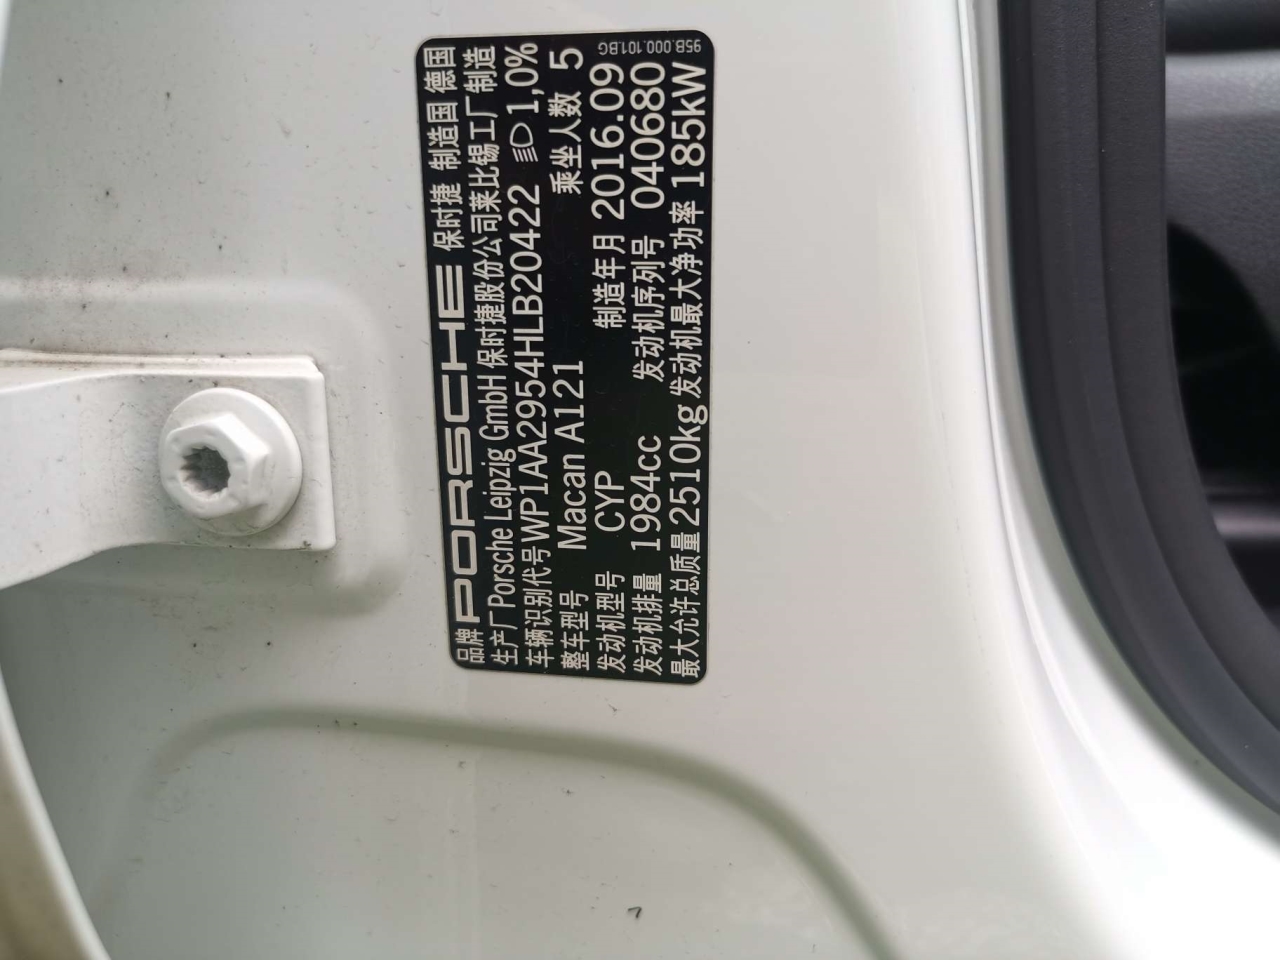 95B.000.101.BG
品牌 PORSCHE 保时捷 制造国 德国
生产厂 Porsche Leipzig GmbH 保时捷股份公司莱比锡工厂制造
车辆识别代号 WP1AA2954HLB20422 1,0%
整车型号 Macan A121 乘坐人数 5
发动机型号 CYP 制造年月 2016.09
发动机排量 1984cc 发动机序列号 040680
最大允许总质量 2510kg 发动机最大净功率 185kW